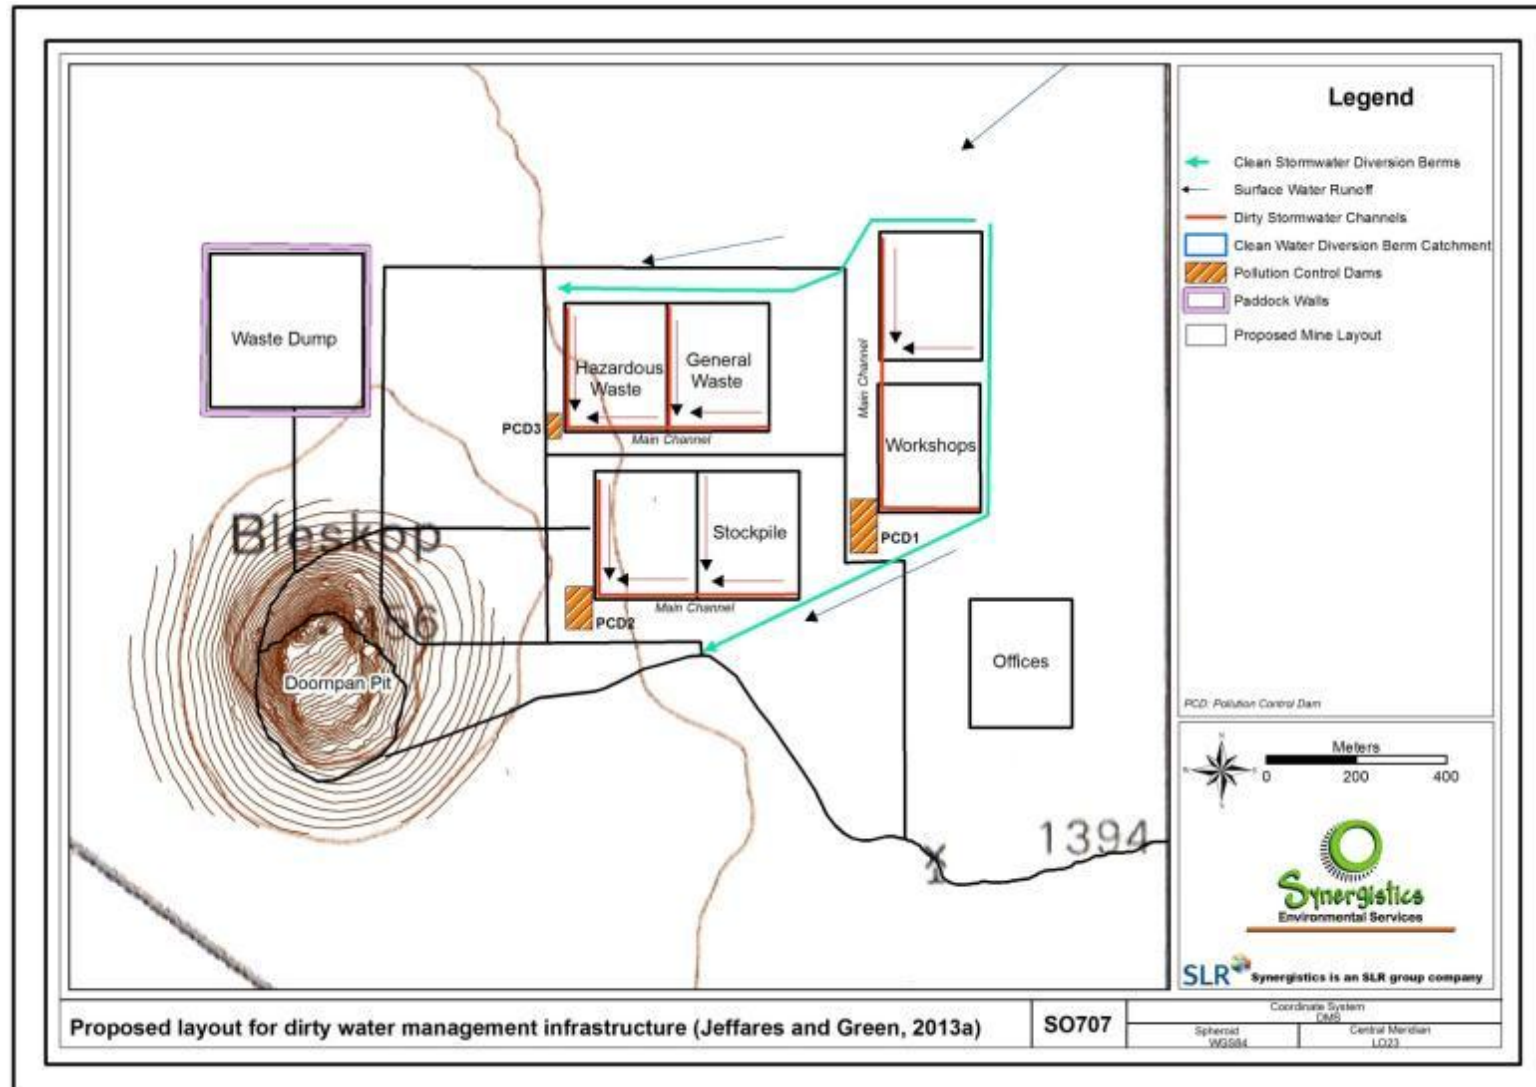 Legend
Clean Stormwater Diversion Berms
Surface Water Runoff
Dirty Stormwater Channels
Clean Water Diversion Berm Catchment
Pollution Control Dams
Paddock Walls
Proposed Mine Layout
PCD: Pollution Control Dam
Waste Dump
Hazardous
Waste
General
Waste
PCD3
Main Channel
Main Channel
Workshops
PCD1
Stockpile
Main Channel
PCD2
Bleskop
456
Doornpan Pit
Offices
1394
Meters
0 200 400
Synergistics
Environmental Services
SLR Synergistics is an SLR group company
Proposed layout for dirty water management infrastructure (Jeffares and Green, 2013a)
SO707
Coordinate System
DMS
Spheroid
WGS84
Central Meridian
LO23